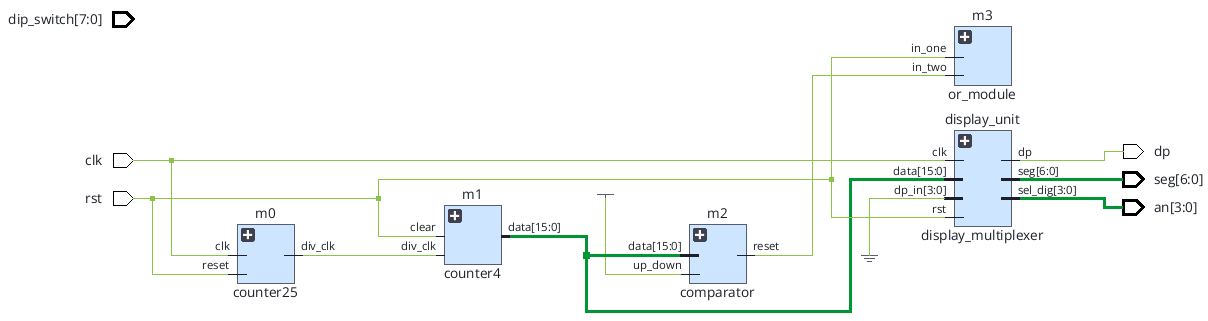 dip_switch[7:0]
m3
in_one
in_two
or_module
display_unit
clk
clk
dp
dp
data[15:0]
seg[6:0]
seg[6:0]
dp_in[3:0]
sel_dig[3:0]
an[3:0]
rst
rst
display_multiplexer
m0
clk
div_clk
reset
counter25
m1
clear
data[15:0]
div_clk
counter4
m2
data[15:0]
reset
up_down
comparator